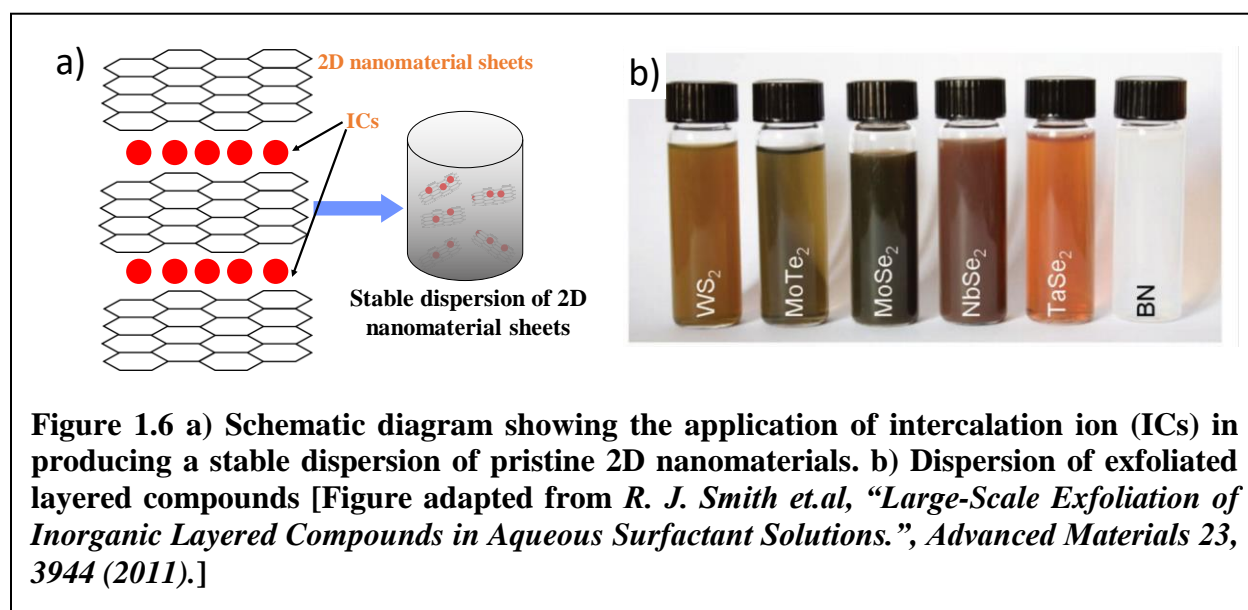 a)
2D nanomaterial sheets
ICs
Stable dispersion of 2D
nanomaterial sheets
b)
WS₂
MoTe₂
MoSe₂
NbSe₂
TaSe₂
BN
Figure 1.6 a) Schematic diagram showing the application of intercalation ion (ICs) in
producing a stable dispersion of pristine 2D nanomaterials. b) Dispersion of exfoliated
layered compounds [Figure adapted from R. J. Smith et.al, “Large-Scale Exfoliation of
Inorganic Layered Compounds in Aqueous Surfactant Solutions.”, Advanced Materials 23,
3944 (2011).]